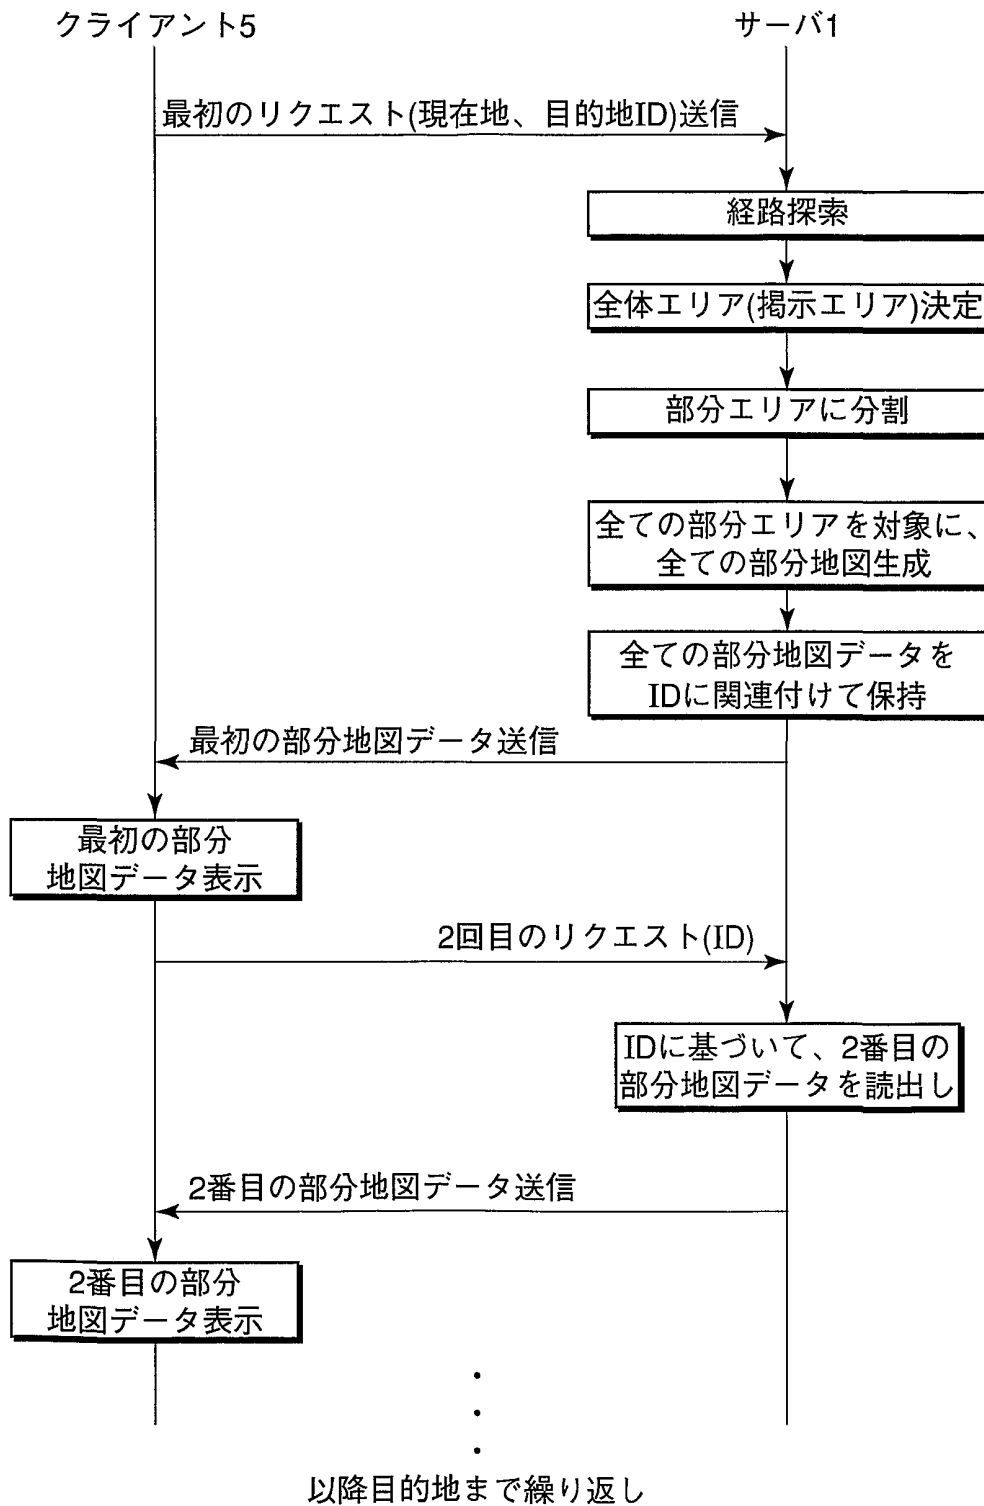 クライアント5
サーバ1
最初のリクエスト(現在地、目的地ID)送信
経路探索
全体エリア(掲示エリア)決定
部分エリアに分割
全ての部分エリアを対象に、
全ての部分地図生成
全ての部分地図データを
IDに関連付けて保持
最初の部分地図データ送信
最初の部分
地図データ表示
2回目のリクエスト(ID)
IDに基づいて、2番目の
部分地図データを読出し
2番目の部分地図データ送信
2番目の部分
地図データ表示
以降目的地まで繰り返し